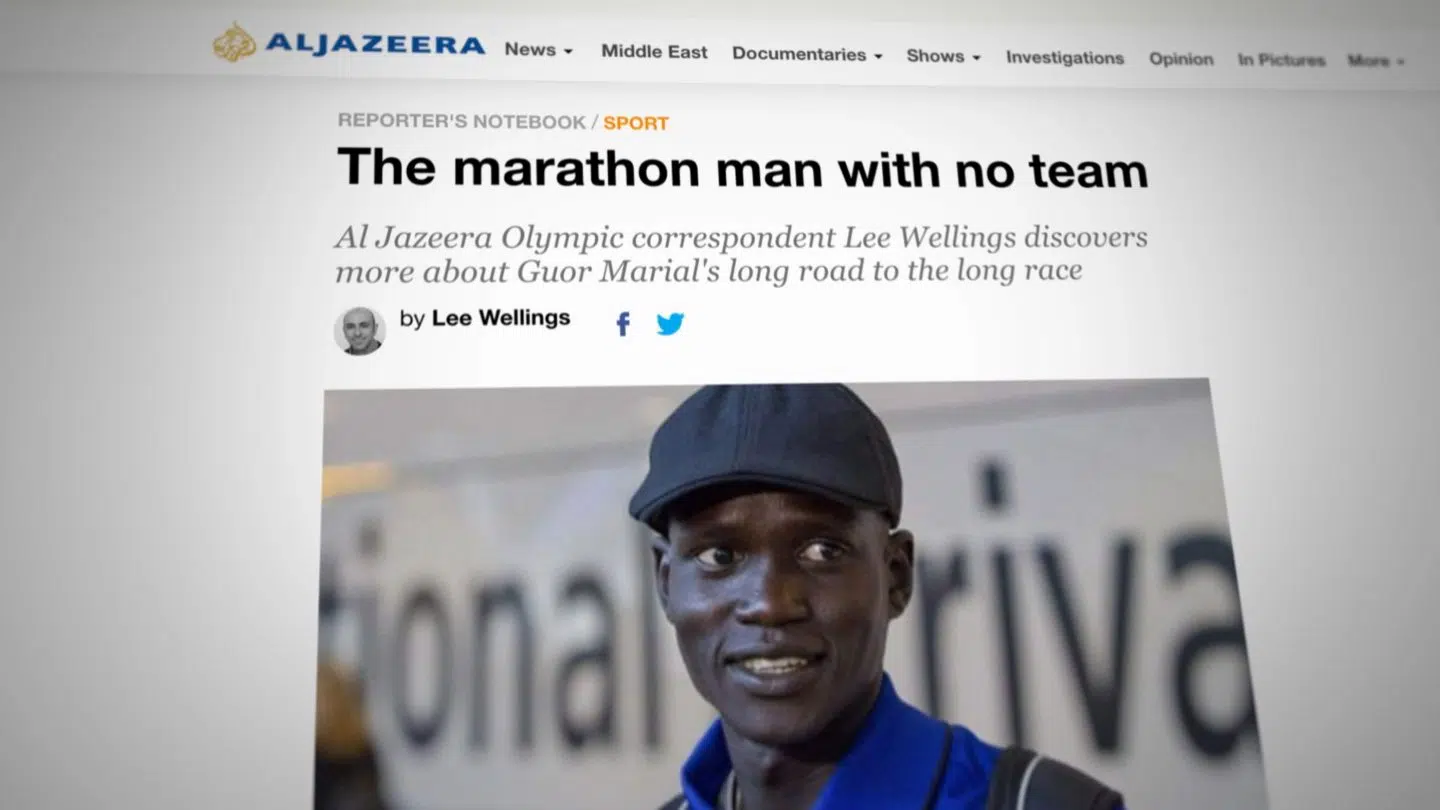 ALJAZEERA News Middle East Documentaries Shows Investigations Opinion In Pictures More
REPORTER'S NOTEBOOK / SPORT
The marathon man with no team
Al Jazeera Olympic correspondent Lee Wellings discovers
more about Guor Marial's long road to the long race
by Lee Wellings
tional rriva